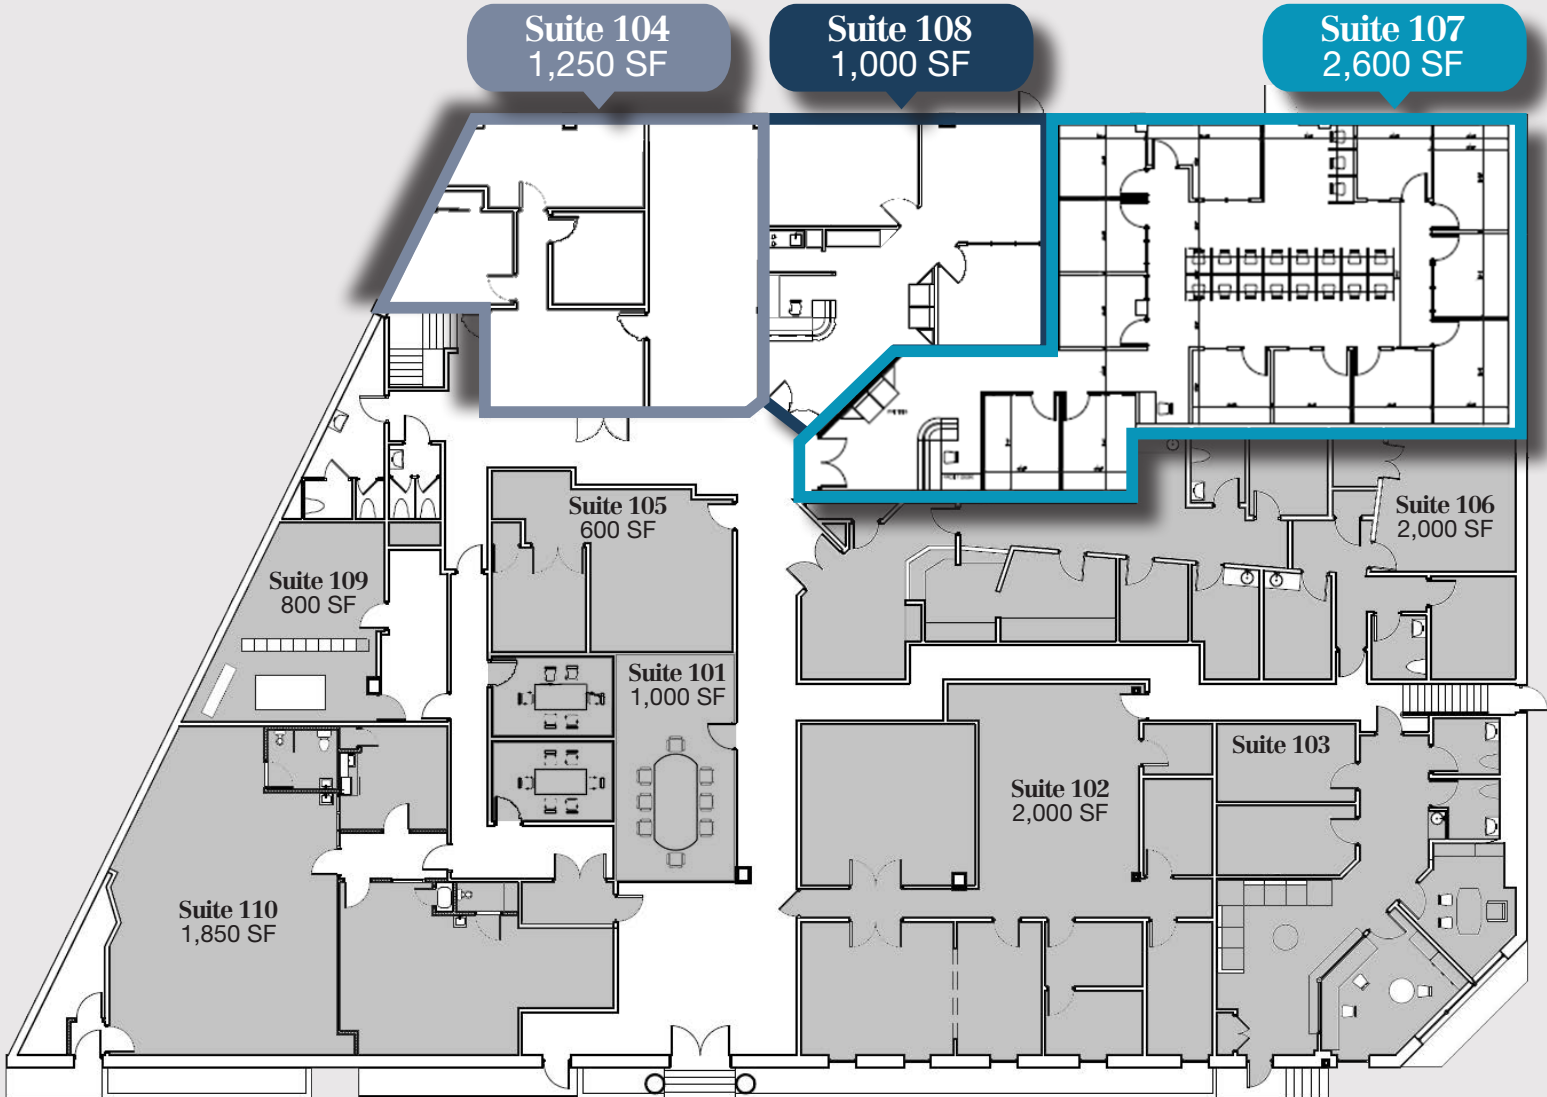 Suite 104
1,250 SF
Suite 108
1,000 SF
Suite 107
2,600 SF
Suite 105
600 SF
Suite 106
2,000 SF
Suite 109
800 SF
Suite 101
1,000 SF
Suite 103
Suite 102
2,000 SF
Suite 110
1,850 SF